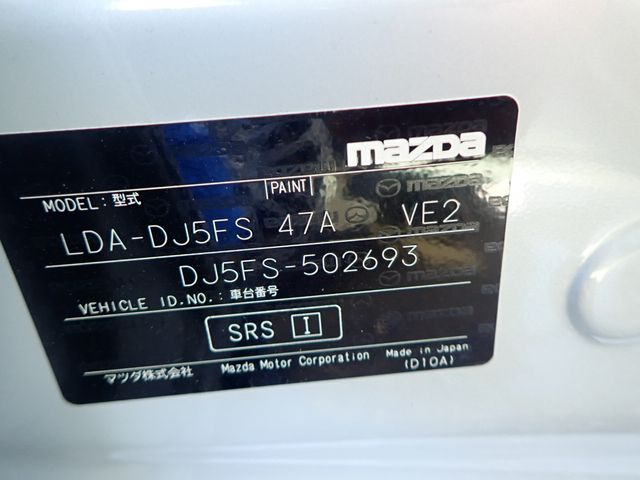 mazda
MODEL: 型式 PAINT
LDA-DJ5FS 47A VE2
DJ5FS-502693
VEHICLE ID.NO.: 車台番号
SRS I
マツダ株式会社 Mazda Motor Corporation Made in Japan
(D10A)